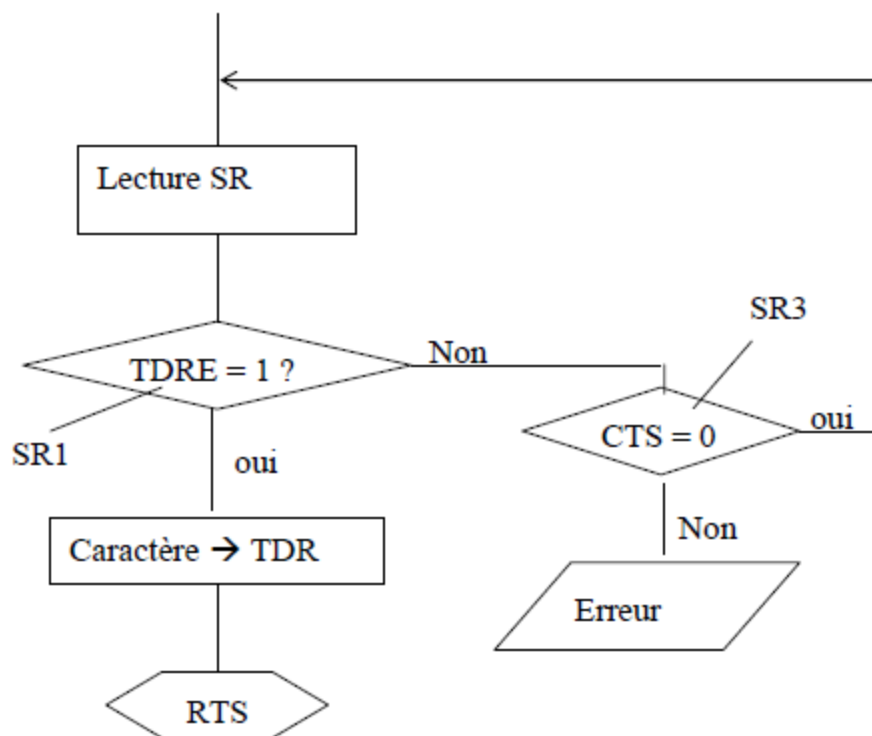 Lecture SR
SR3
Non
TDRE = 1 ?
oui
CTS = 0
SR1
oui
Non
Caractère → TDR
Erreur
RTS